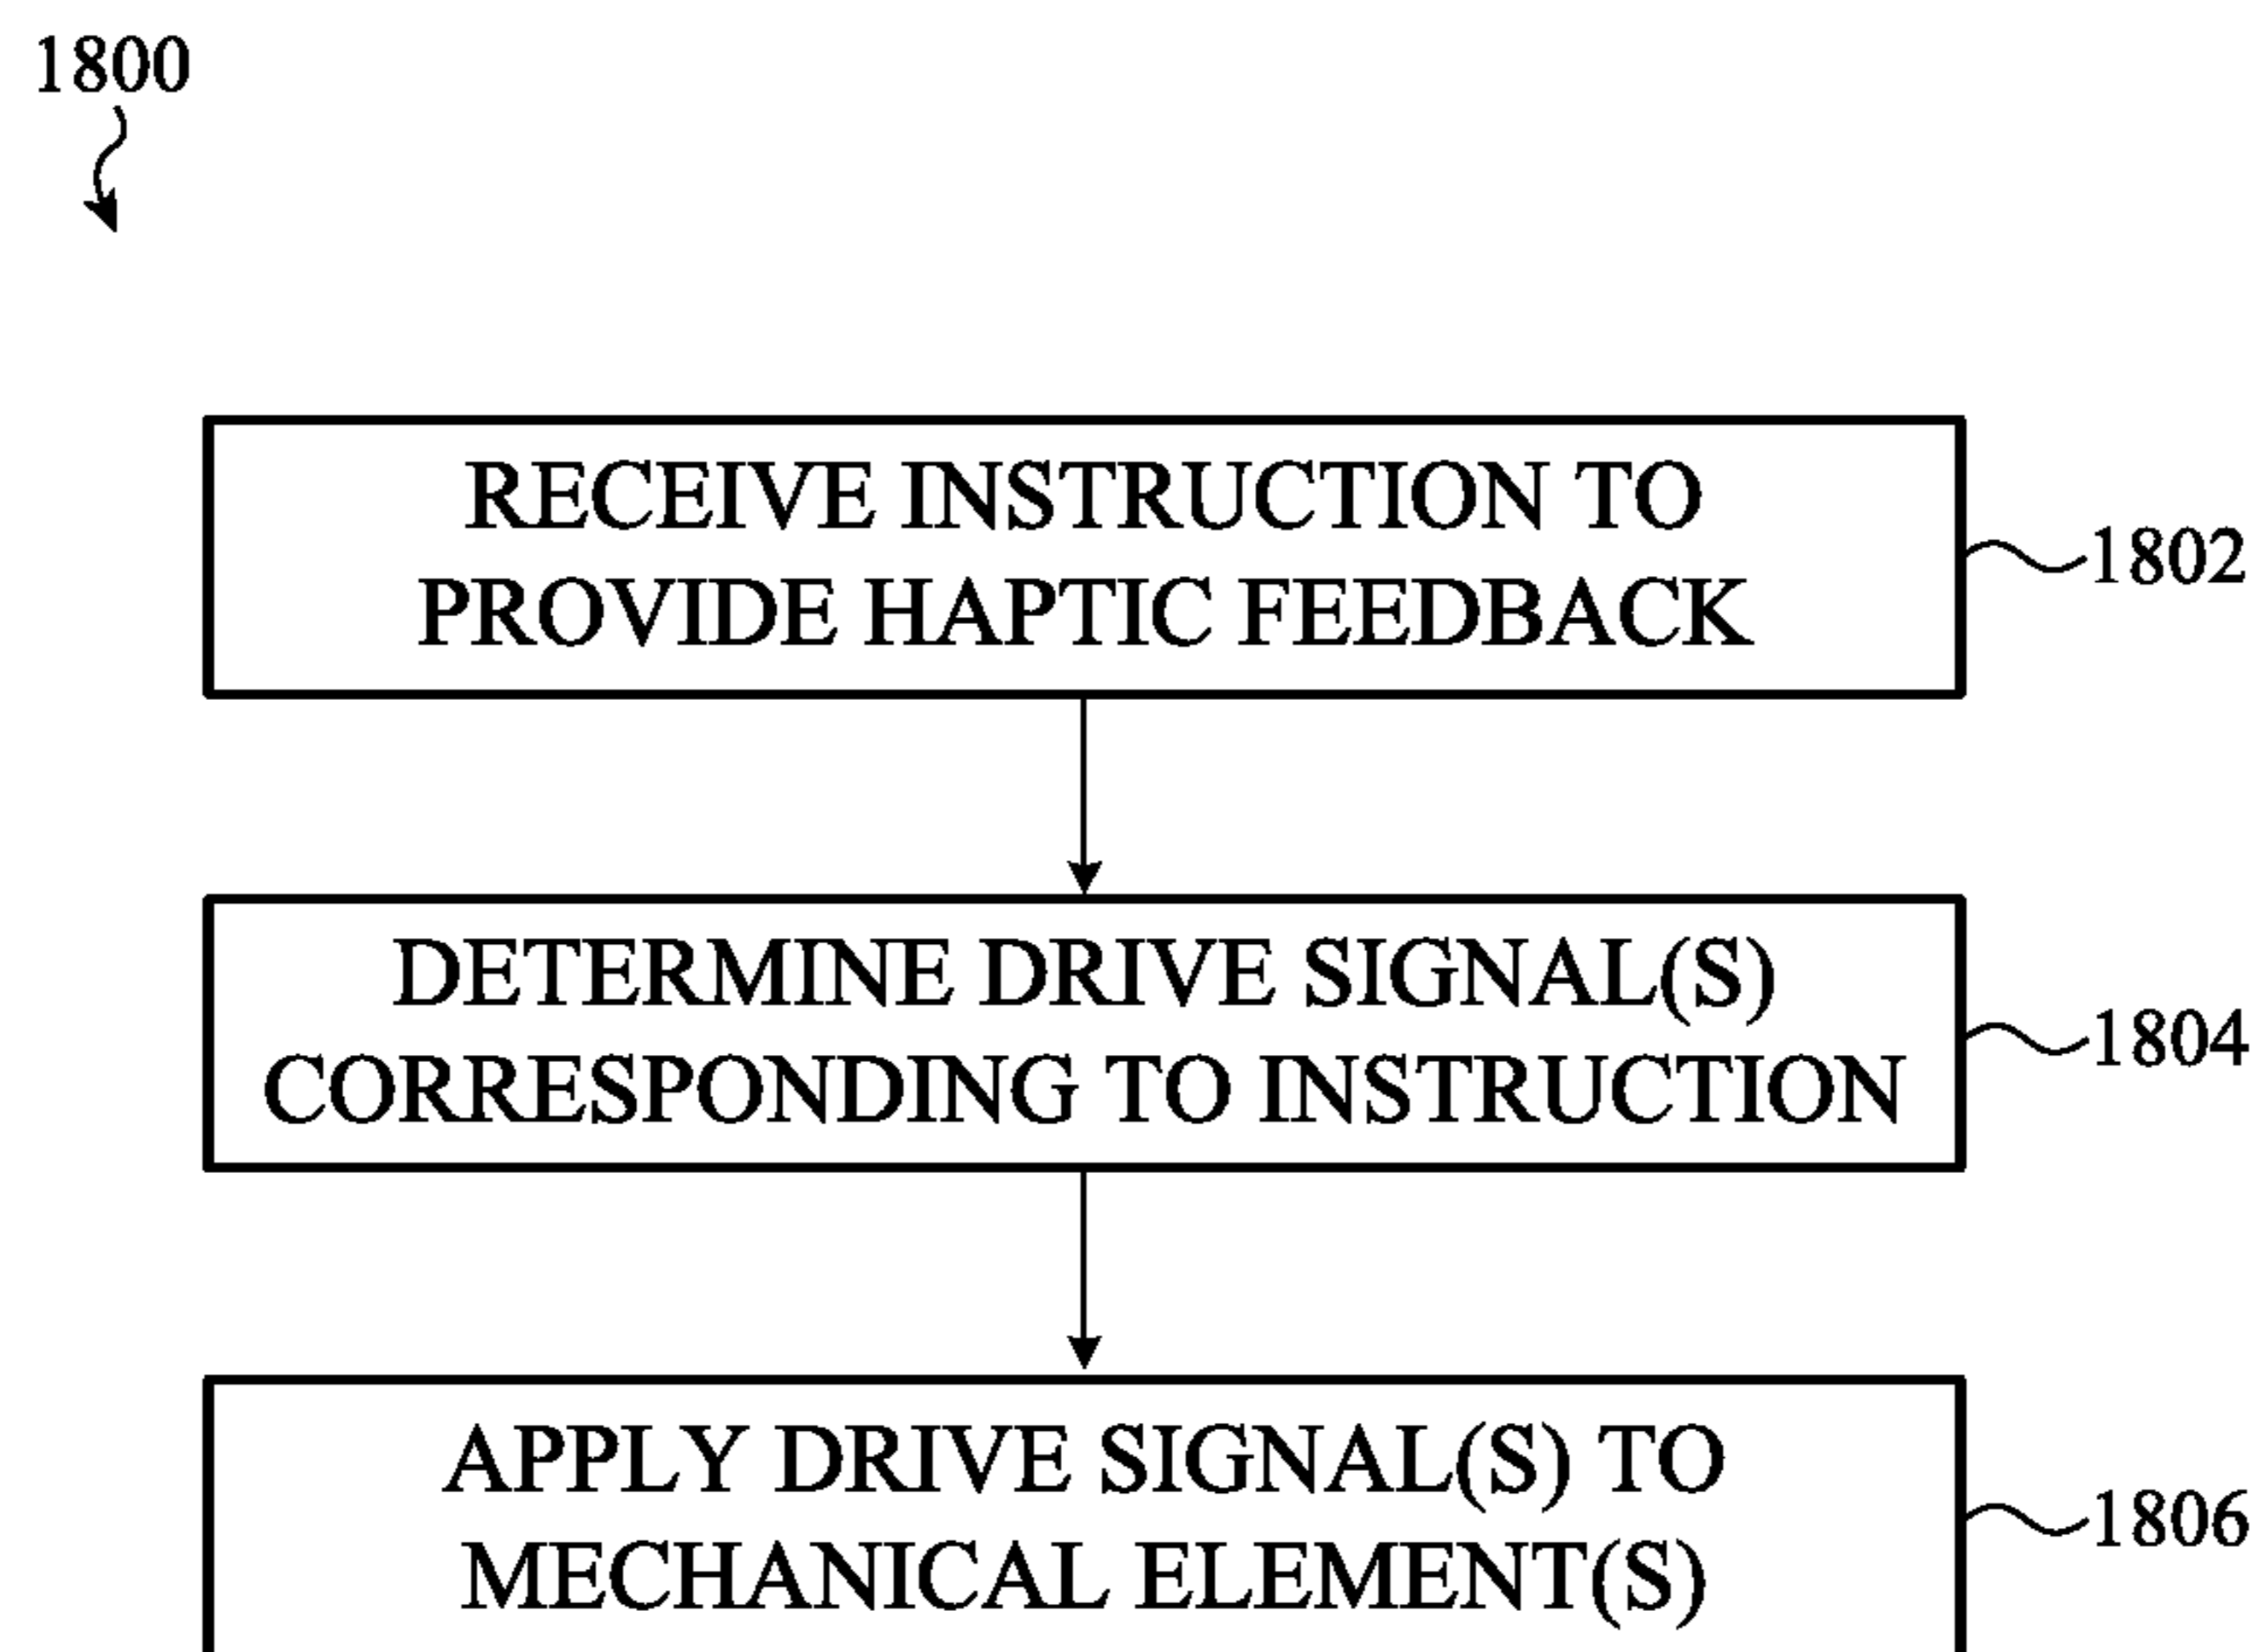 1800
RECEIVE INSTRUCTION TO
PROVIDE HAPTIC FEEDBACK
1802
DETERMINE DRIVE SIGNAL(S)
CORRESPONDING TO INSTRUCTION
1804
APPLY DRIVE SIGNAL(S) TO
MECHANICAL ELEMENT(S)
1806